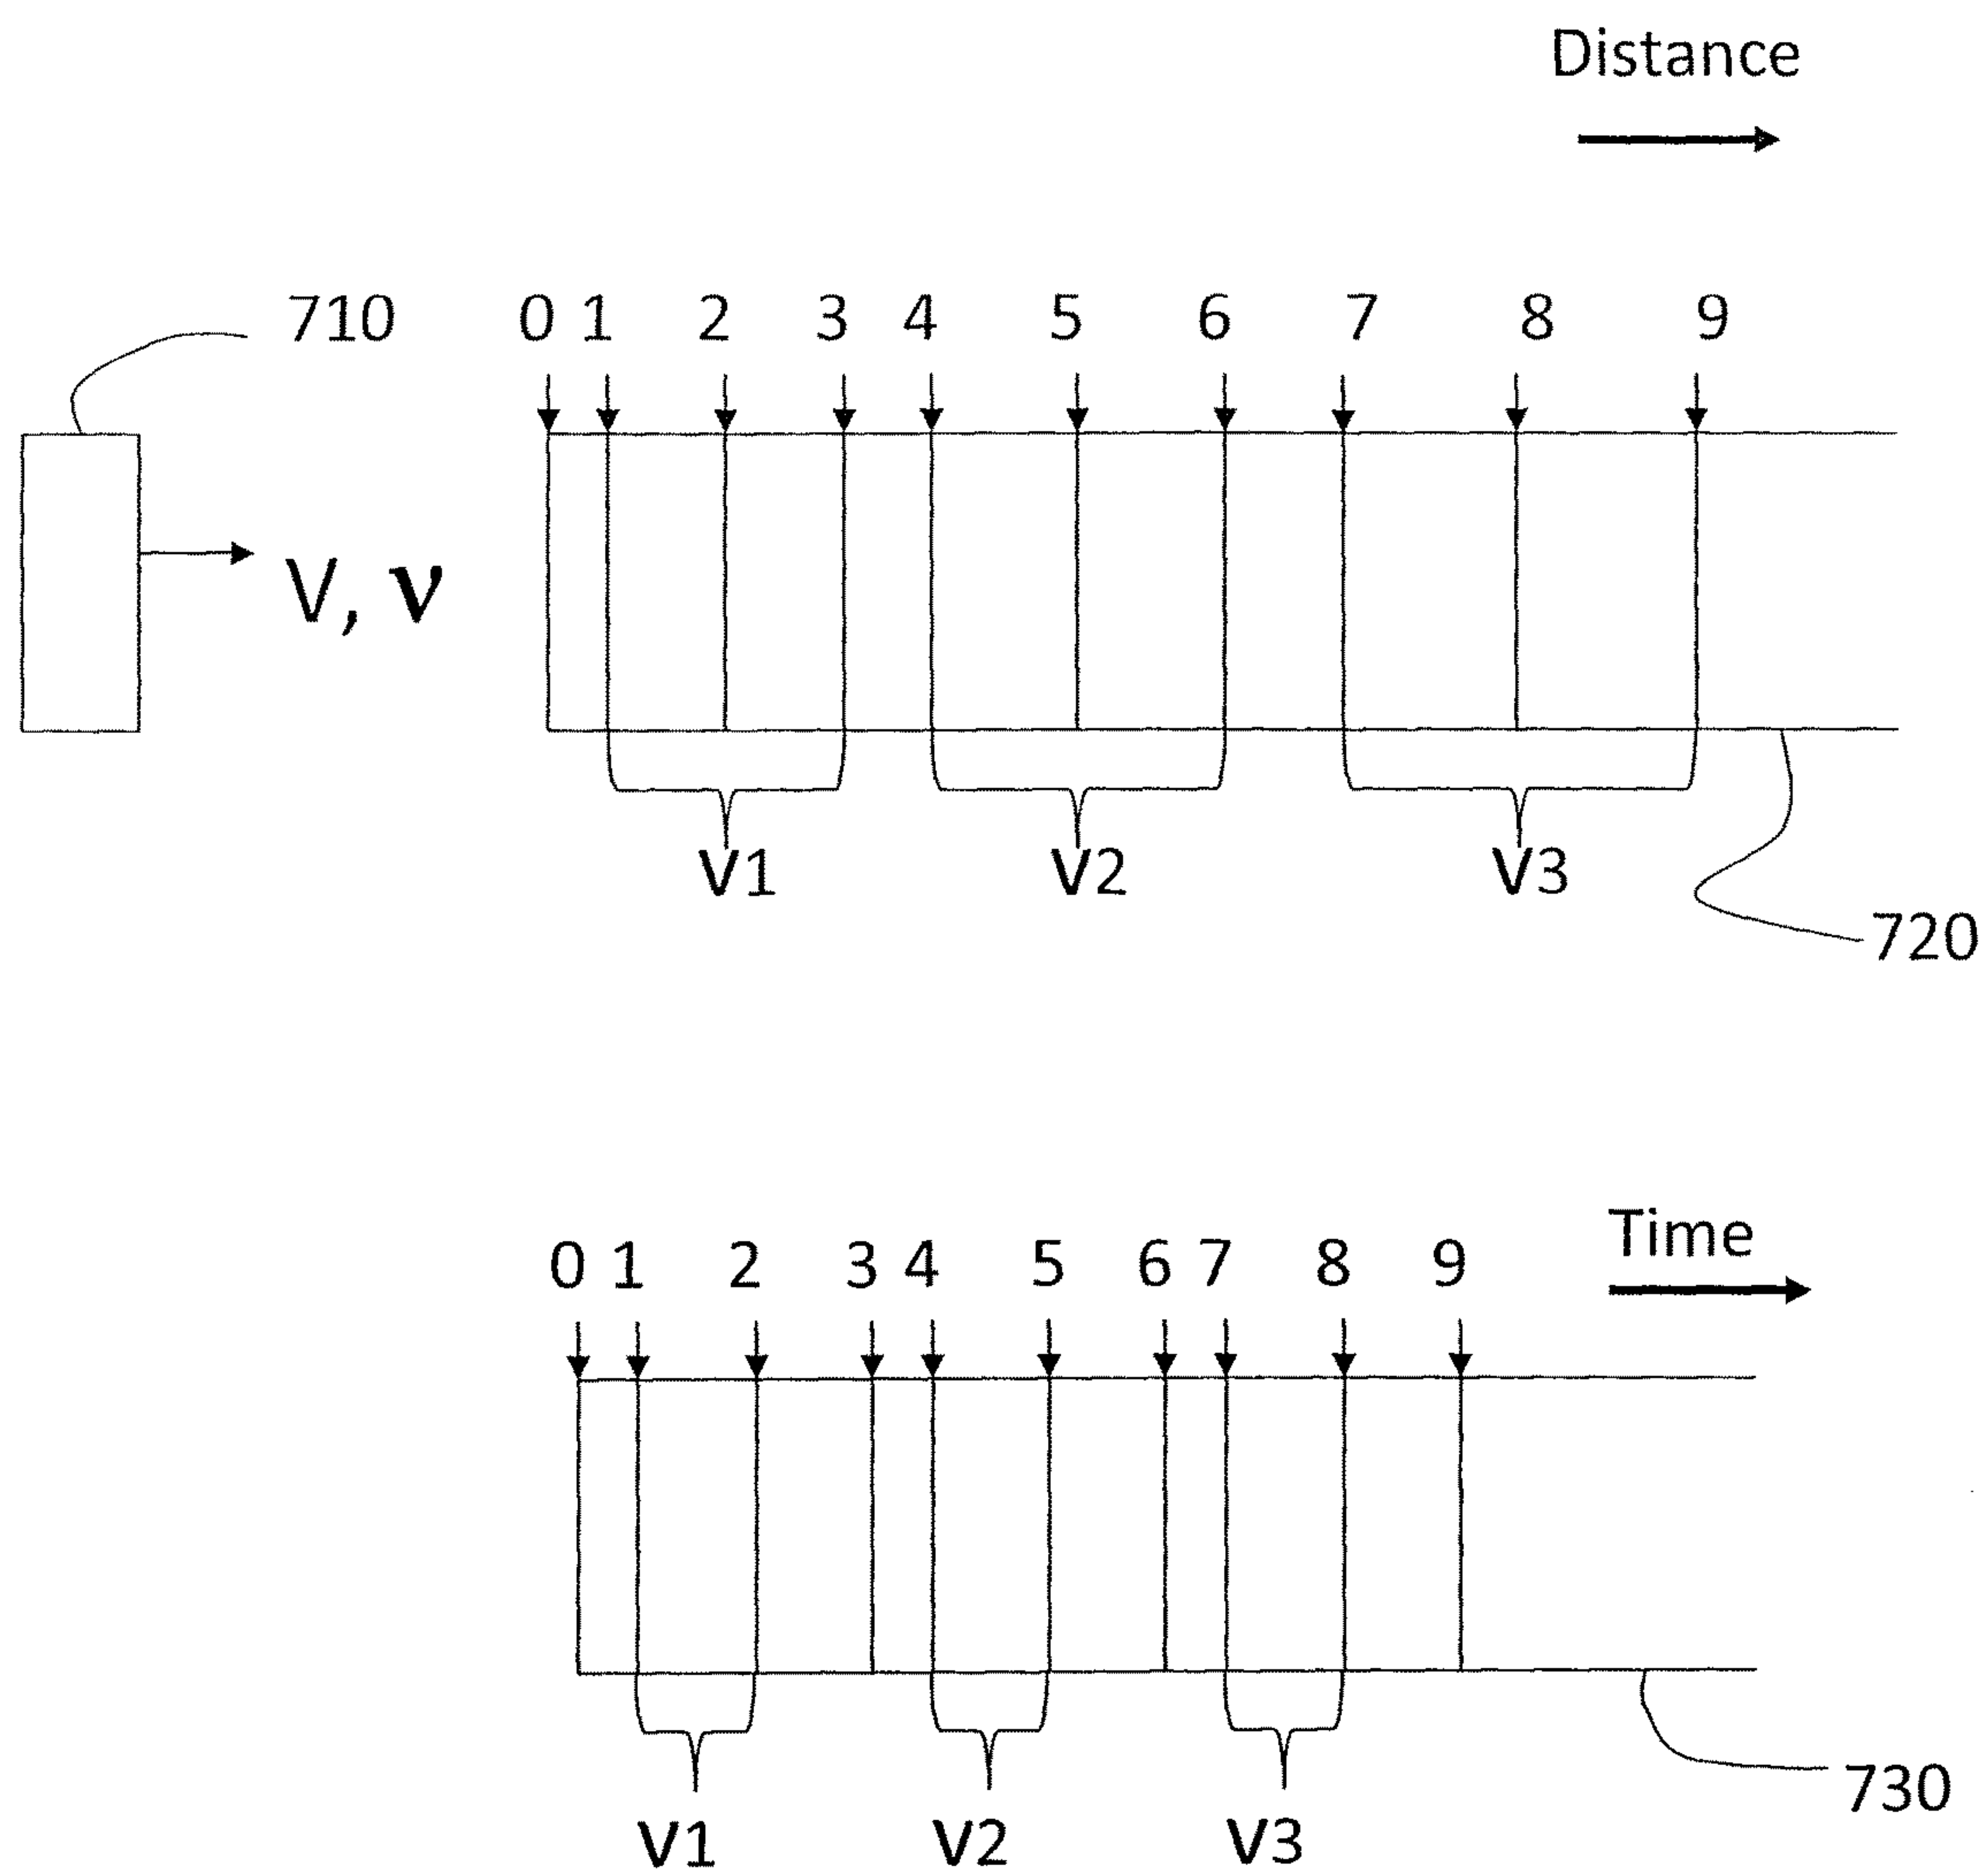 Distance
710 0 1 2 3 4 5 6 7 8 9
V, ν
V1 V2 V3
720
Time
0 1 2 3 4 5 6 7 8 9
V1 V2 V3
730